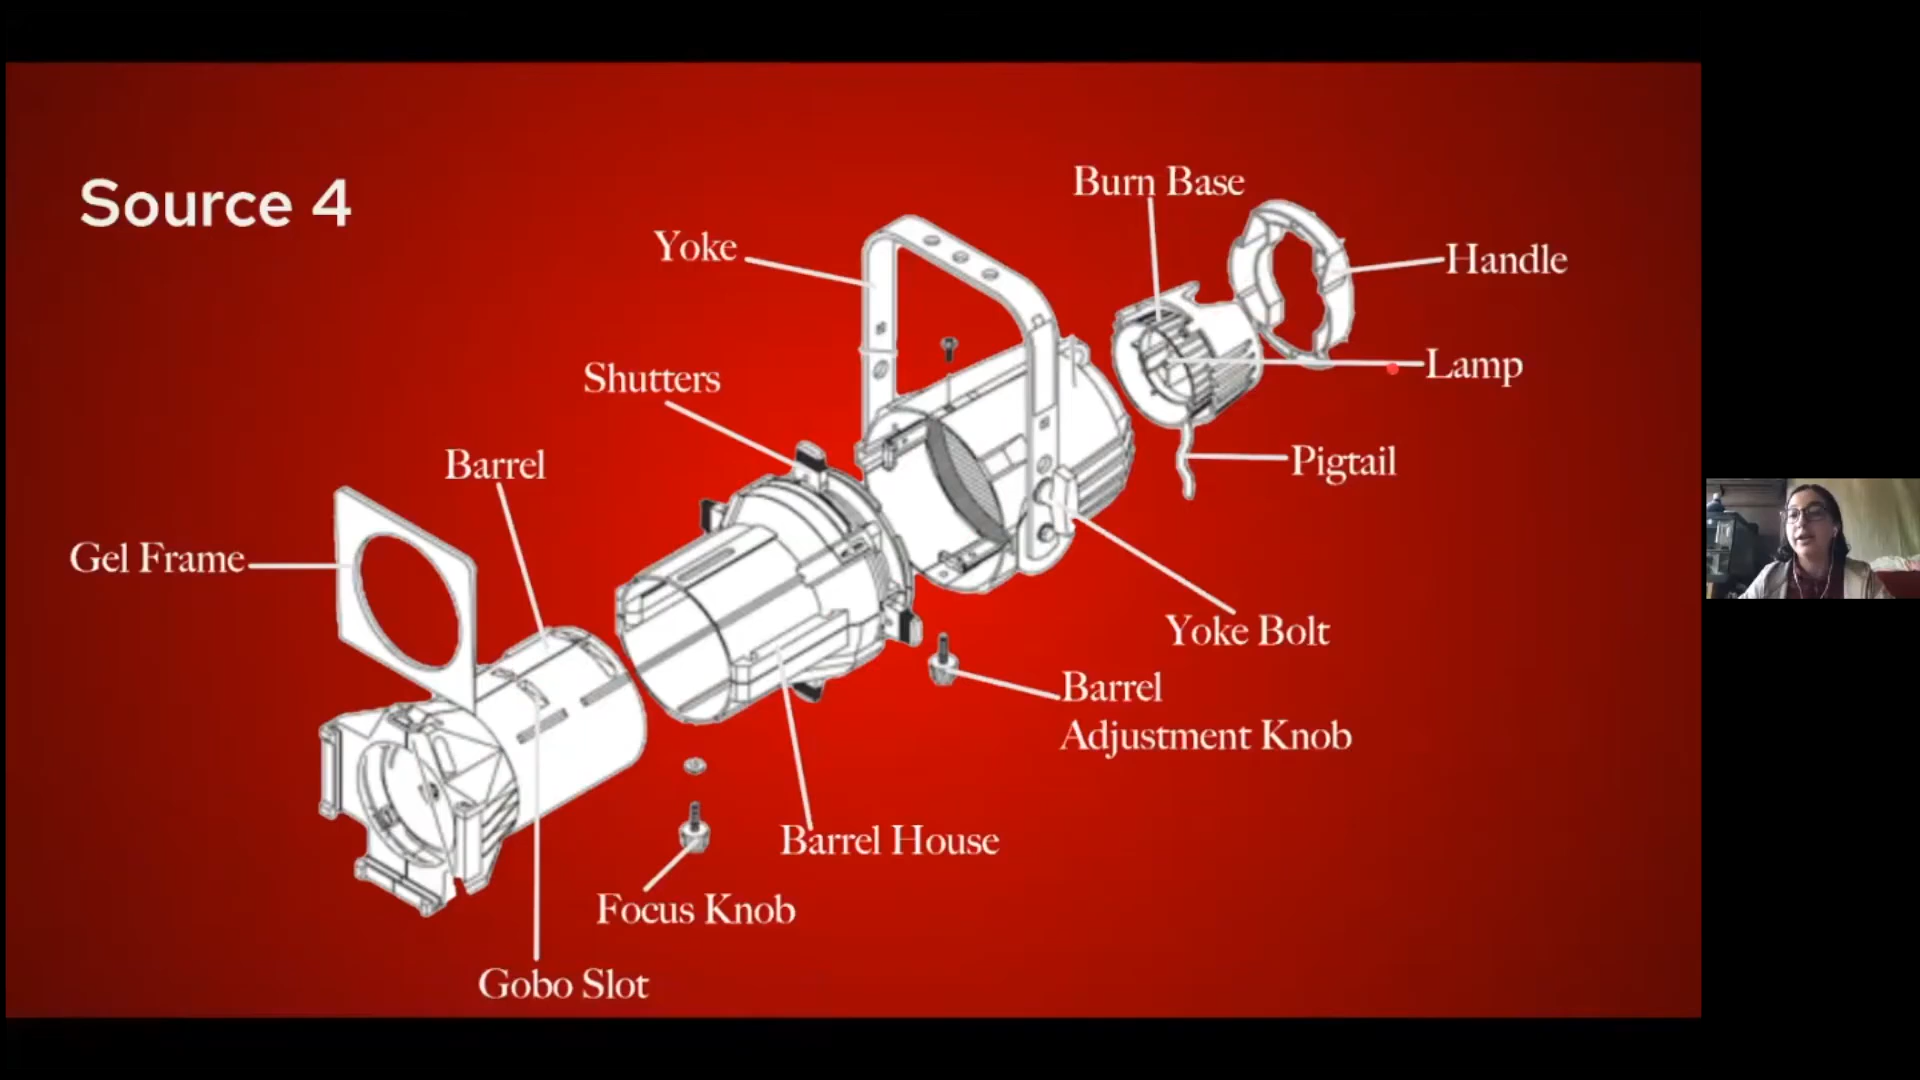 Source 4
Burn Base
Yoke
Handle
Shutters
Lamp
Barrel
Pigtail
Gel Frame
Yoke Bolt
Barrel
Adjustment Knob
Barrel House
Focus Knob
Gobo Slot